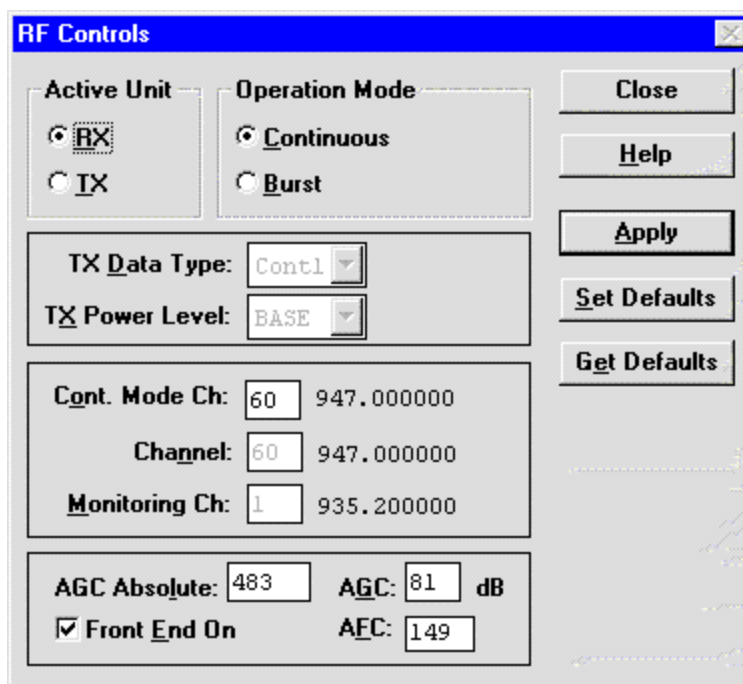 RF Controls
Active Unit
RX
TX
Operation Mode
Continuous
Burst
Close
Help
Apply
Set Defaults
Get Defaults
TX Data Type: Cont1
TX Power Level: BASE
Cont. Mode Ch: 60 947.000000
Channel: 60 947.000000
Monitoring Ch: 1 935.200000
AGC Absolute: 483 AGC: 81 dB
Front End On AFC: 149